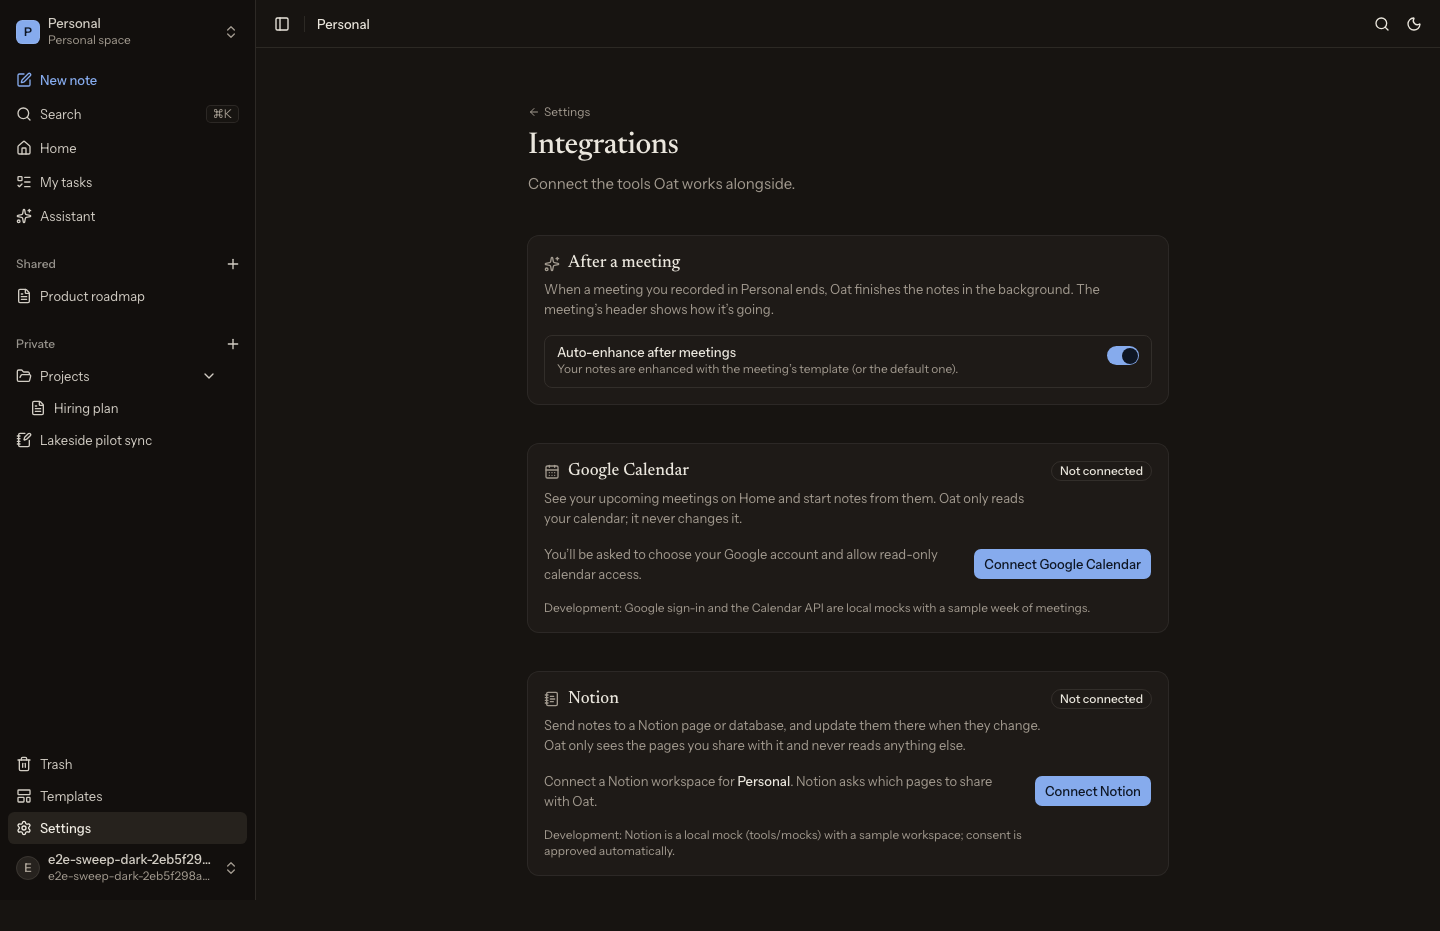 P
Personal
Personal space
New note
Search
⌘K
Home
My tasks
Assistant
Shared
Product roadmap
Private
Projects
Hiring plan
Lakeside pilot sync
Trash
Templates
Settings
E
e2e-sweep-dark-2eb5f29...
e2e-sweep-dark-2eb5f298a...
Personal
← Settings
Integrations
Connect the tools Oat works alongside.
After a meeting
When a meeting you recorded in Personal ends, Oat finishes the notes in the background. The
meeting's header shows how it's going.
Auto-enhance after meetings
Your notes are enhanced with the meeting's template (or the default one).
Google Calendar
Not connected
See your upcoming meetings on Home and start notes from them. Oat only reads
your calendar; it never changes it.
You'll be asked to choose your Google account and allow read-only
calendar access.
Connect Google Calendar
Development: Google sign-in and the Calendar API are local mocks with a sample week of meetings.
Notion
Not connected
Send notes to a Notion page or database, and update them there when they change.
Oat only sees the pages you share with it and never reads anything else.
Connect a Notion workspace for Personal. Notion asks which pages to share
with Oat.
Connect Notion
Development: Notion is a local mock (tools/mocks) with a sample workspace; consent is
approved automatically.